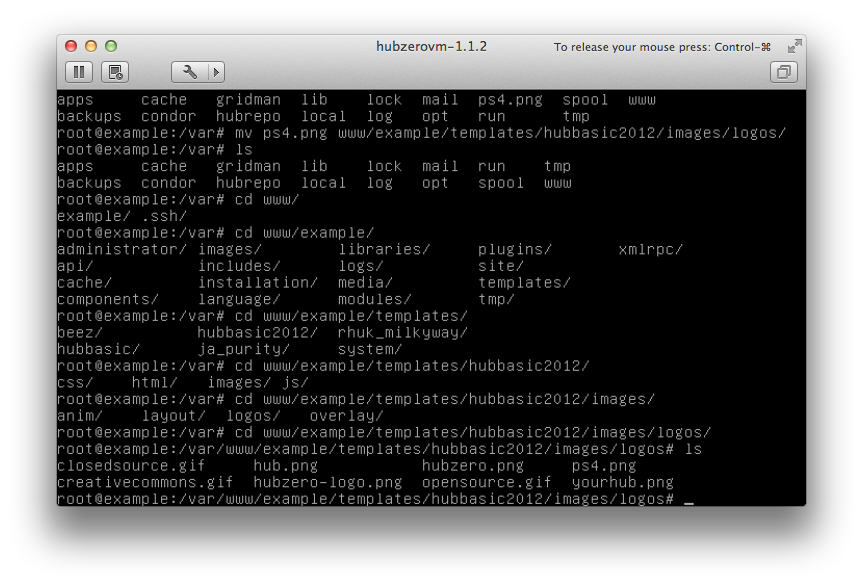 hubzerovm-1.1.2
To release your mouse press: Control-⌘
apps cache gridman lib lock mail ps4.png spool www
backups condor hubrepo local log opt run tmp
root@example:/var# mv ps4.png www/example/templates/hubbasic2012/images/logos/
root@example:/var# ls
apps cache gridman lib lock mail run tmp
backups condor hubrepo local log opt spool www
root@example:/var# cd www/
example/ .ssh/
root@example:/var# cd www/example/
administrator/ images/ libraries/ plugins/ xmlrpc/
api/ includes/ logs/ site/
cache/ installation/ media/ templates/
components/ language/ modules/ tmp/
root@example:/var# cd www/example/templates/
beez/ hubbasic2012/ rhuk_milkyway/
hubbasic/ ja_purity/ system/
root@example:/var# cd www/example/templates/hubbasic2012/
css/ html/ images/ js/
root@example:/var# cd www/example/templates/hubbasic2012/images/
anim/ layout/ logos/ overlay/
root@example:/var# cd www/example/templates/hubbasic2012/images/logos/
root@example:/var/www/example/templates/hubbasic2012/images/logos# ls
closedsource.gif hub.png hubzero.png ps4.png
creativecommons.gif hubzero-logo.png opensource.gif yourhub.png
root@example:/var/www/example/templates/hubbasic2012/images/logos# _